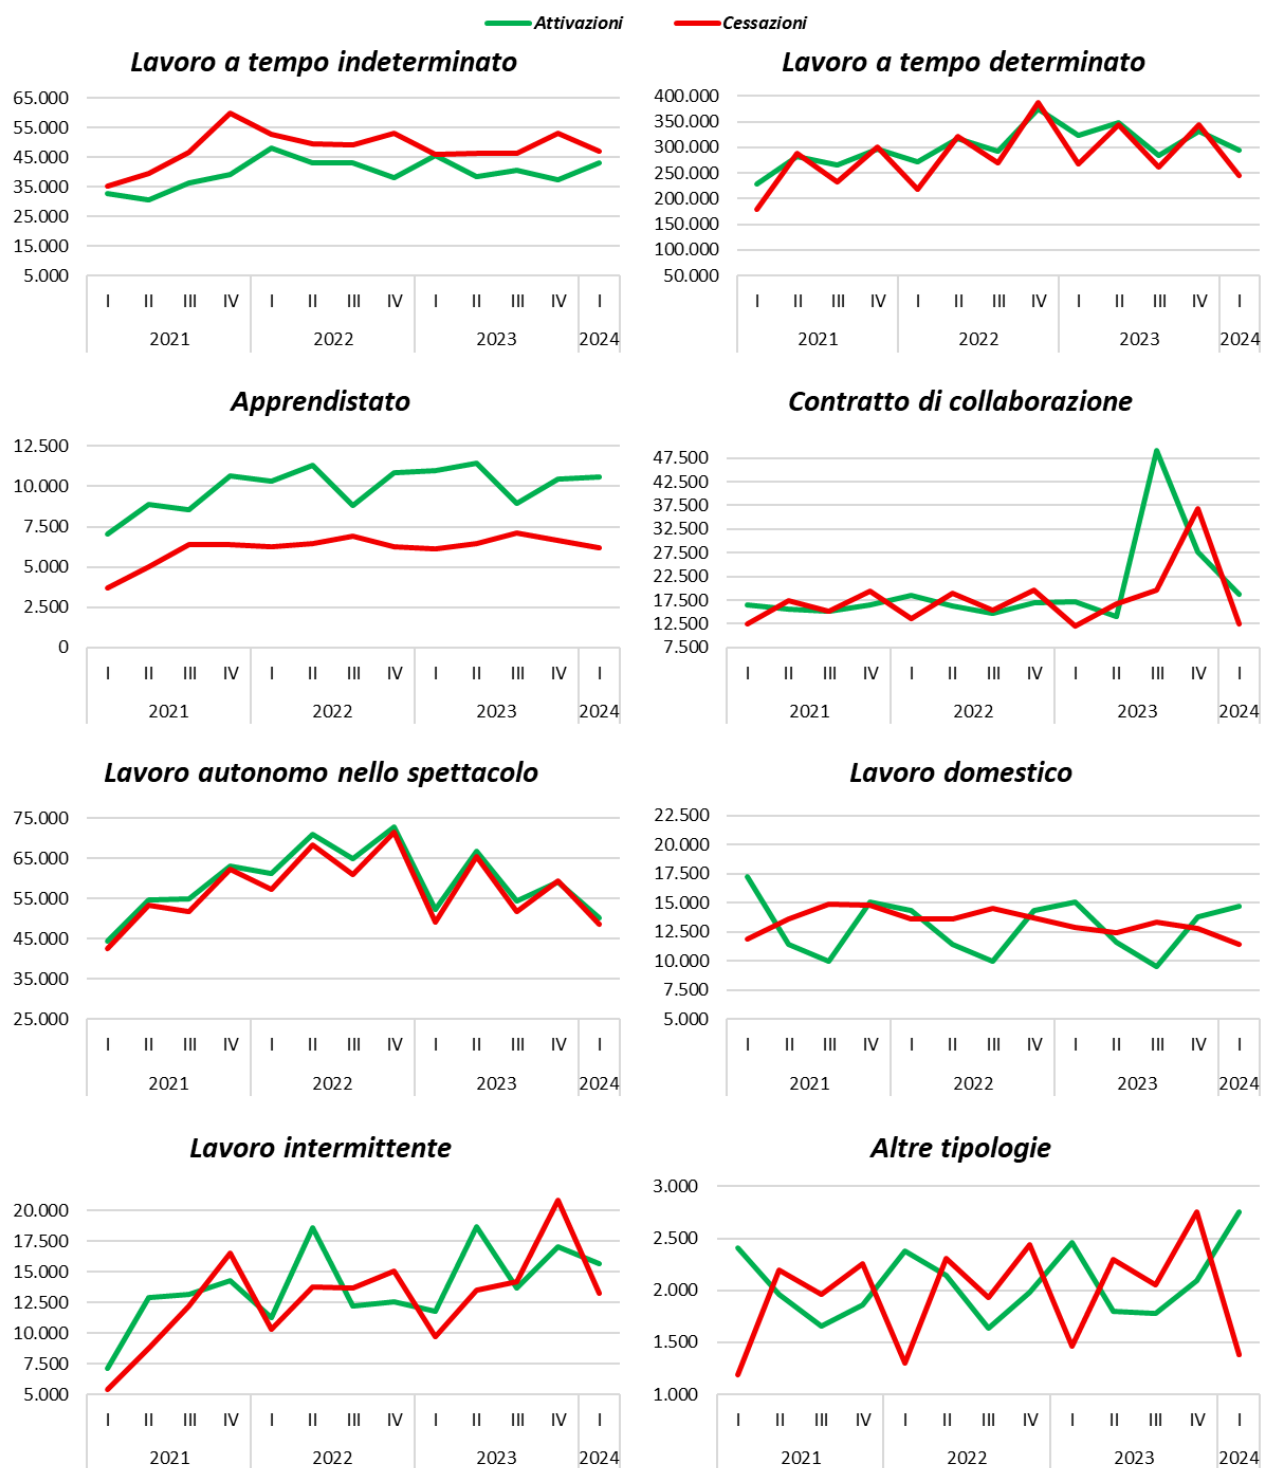 Attivazioni Cessazioni
Lavoro a tempo indeterminato
65.000
55.000
45.000
35.000
25.000
15.000
5.000
I II III IV I II III IV I II III IV I
2021 2022 2023 2024
Lavoro a tempo determinato
400.000
350.000
300.000
250.000
200.000
150.000
100.000
50.000
I II III IV I II III IV I II III IV I
2021 2022 2023 2024
Apprendistato
12.500
10.000
7.500
5.000
2.500
0
I II III IV I II III IV I II III IV I
2021 2022 2023 2024
Contratto di collaborazione
47.500
42.500
37.500
32.500
27.500
22.500
17.500
12.500
7.500
I II III IV I II III IV I II III IV I
2021 2022 2023 2024
Lavoro autonomo nello spettacolo
75.000
65.000
55.000
45.000
35.000
25.000
I II III IV I II III IV I II III IV I
2021 2022 2023 2024
Lavoro domestico
22.500
20.000
17.500
15.000
12.500
10.000
7.500
5.000
I II III IV I II III IV I II III IV I
2021 2022 2023 2024
Lavoro intermittente
20.000
17.500
15.000
12.500
10.000
7.500
5.000
I II III IV I II III IV I II III IV I
2021 2022 2023 2024
Altre tipologie
3.000
2.500
2.000
1.500
1.000
I II III IV I II III IV I II III IV I
2021 2022 2023 2024